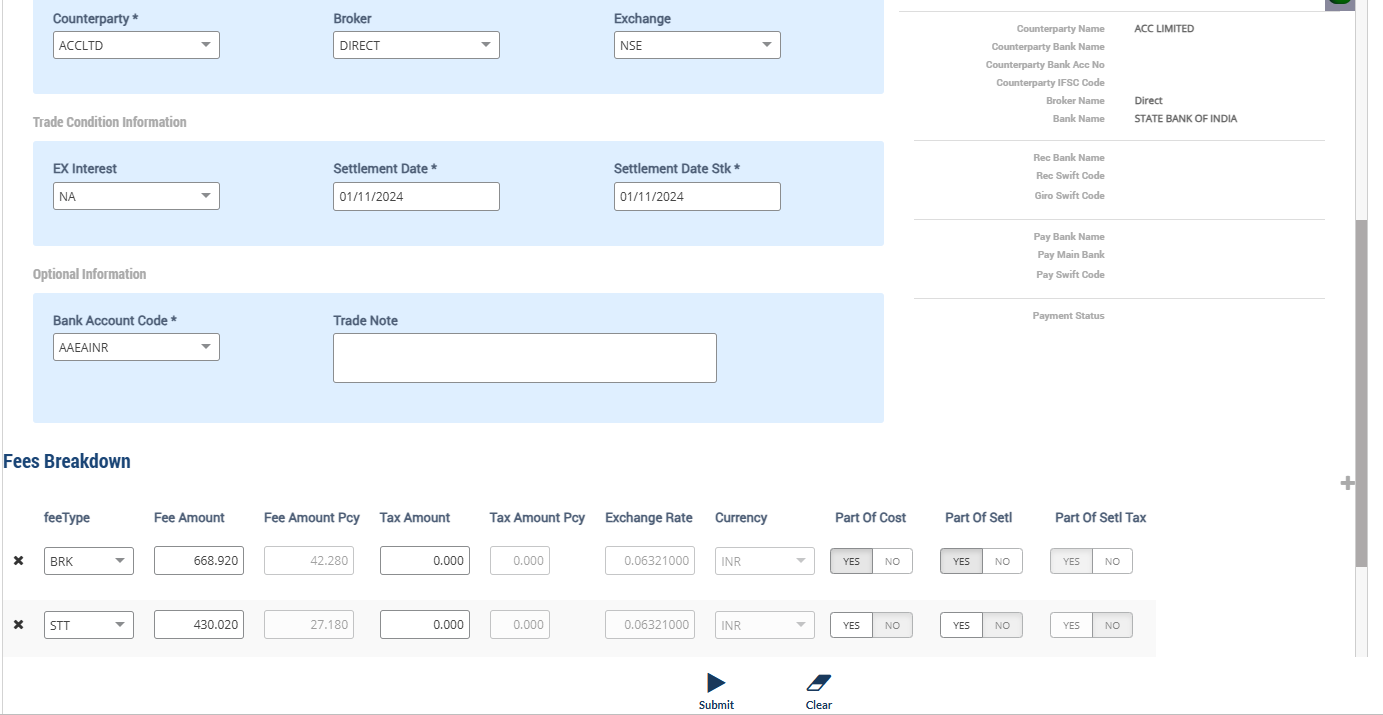 Counterparty * Broker Exchange
ACCLTD DIRECT NSE
Trade Condition Information
EX Interest Settlement Date * Settlement Date Stk *
NA 01/11/2024 01/11/2024
Optional Information
Bank Account Code * Trade Note
AAEAINR
Counterparty Name ACC LIMITED
Counterparty Bank Name
Counterparty Bank Acc No
Counterparty IFSC Code
Broker Name Direct
Bank Name STATE BANK OF INDIA
Rec Bank Name
Rec Swift Code
Giro Swift Code
Pay Bank Name
Pay Main Bank
Pay Swift Code
Payment Status
Fees Breakdown
feeType Fee Amount Fee Amount Pcy Tax Amount Tax Amount Pcy Exchange Rate Currency Part Of Cost Part Of Setl Part Of Setl Tax
BRK 668.920 42.280 0.000 0.000 0.06321000 INR YES NO YES NO YES NO
STT 430.020 27.180 0.000 0.000 0.06321000 INR YES NO YES NO YES NO
Submit Clear